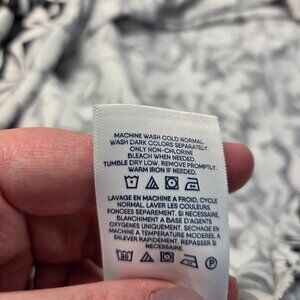 MACHINE WASH COLD NORMAL.
WASH DARK COLORS SEPARATELY.
ONLY NON-CHLORINE
BLEACH WHEN NEEDED.
TUMBLE DRY LOW. REMOVE PROMPTLY.
WARM IRON IF NEEDED.
LAVAGE EN MACHINE A FROID, CYCLE
NORMAL, LAVER LES COULEURS
FONCÉES SEPAREMENT. SI NECESSAIRE,
BLANCHIMENT A BASE D'AGENTS
OXYGENES UNIQUEMENT. SECHAGE EN
MACHINE A TEMPERATURE MODEREE, A
ENLEVER RAPIDEMENT. REPASSER SI
NECESSAIRE.